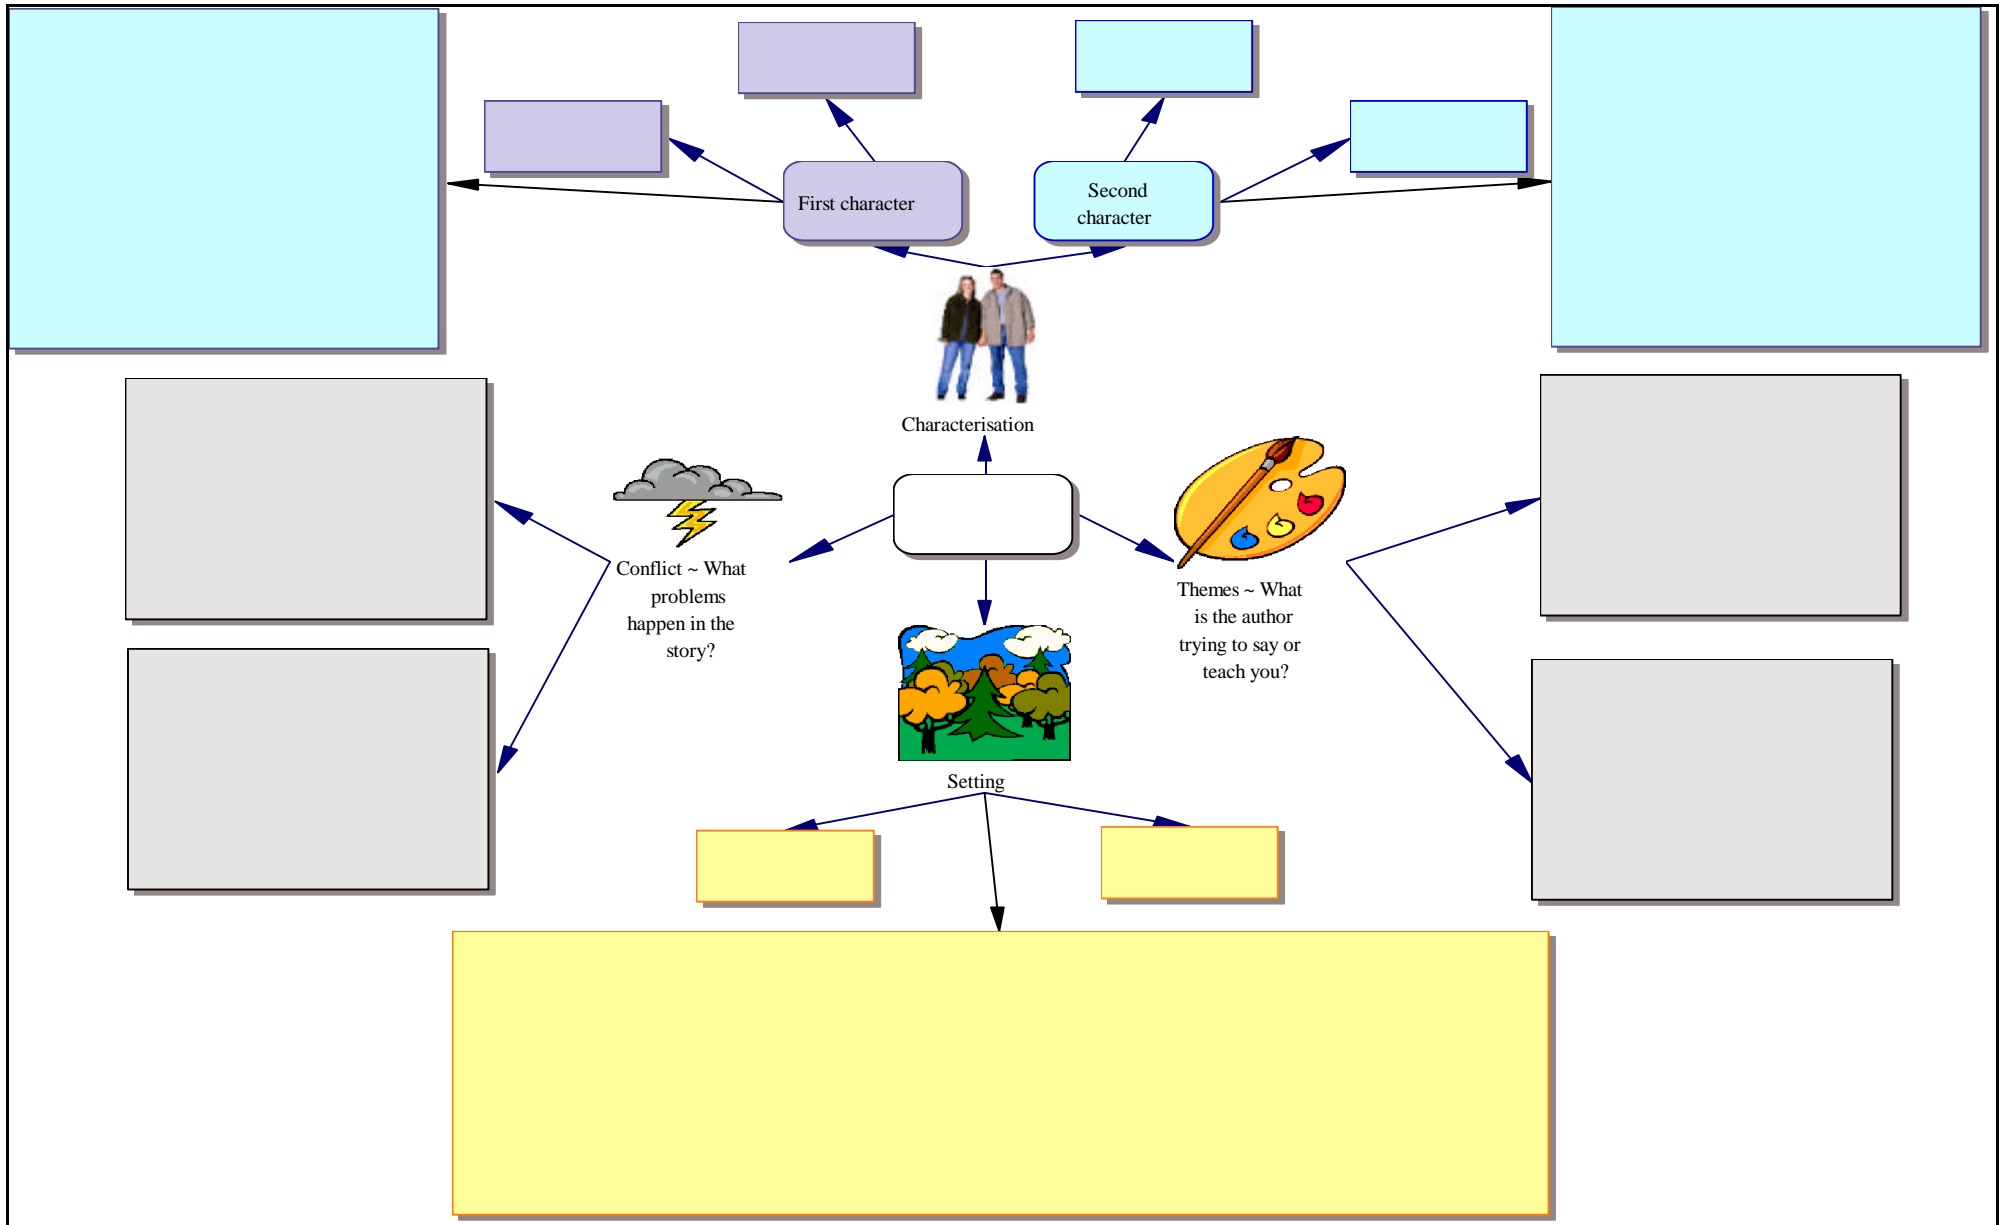 First character
Second
character
Characterisation
Conflict ~ What
problems
happen in the
story?
Themes ~ What
is the author
trying to say or
teach you?
Setting